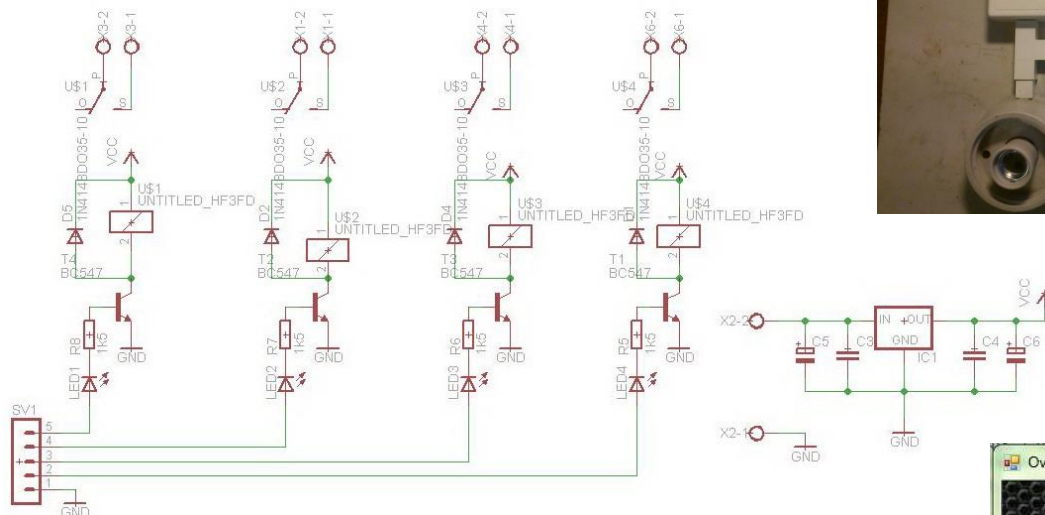 X3-2 X3-1 X1-2 X1-1 X4-2 X4-1 X6-2 X6-1
P P P P
U$1 U$2 U$3 U$4
O S O S O S O S
1N4148DO35-10 1N4148DO35-10 1N4148DO35-10 1N4148DO35-10
VCC VCC VCC VCC
D5 D2 D4 D1
U$1
UNTITLED_HF3FD
U$2
UNTITLED_HF3FD
U$3
UNTITLED_HF3FD
U$4
UNTITLED_HF3FD
1 1 1 1
2 2 2 2
T4
BC547
T2
BC547
T3
BC547
T1
BC547
R8 1k5 R7 1k5 R6 1k5 R5 1k5
GND GND GND GND
LED1 LED2 LED3 LED4
SV1
5
4
3
2
1
GND
X2-2
C5 C3 IN +OUT C4 C6
GND
IC1
VCC
X2-1
GND
GND
Ov